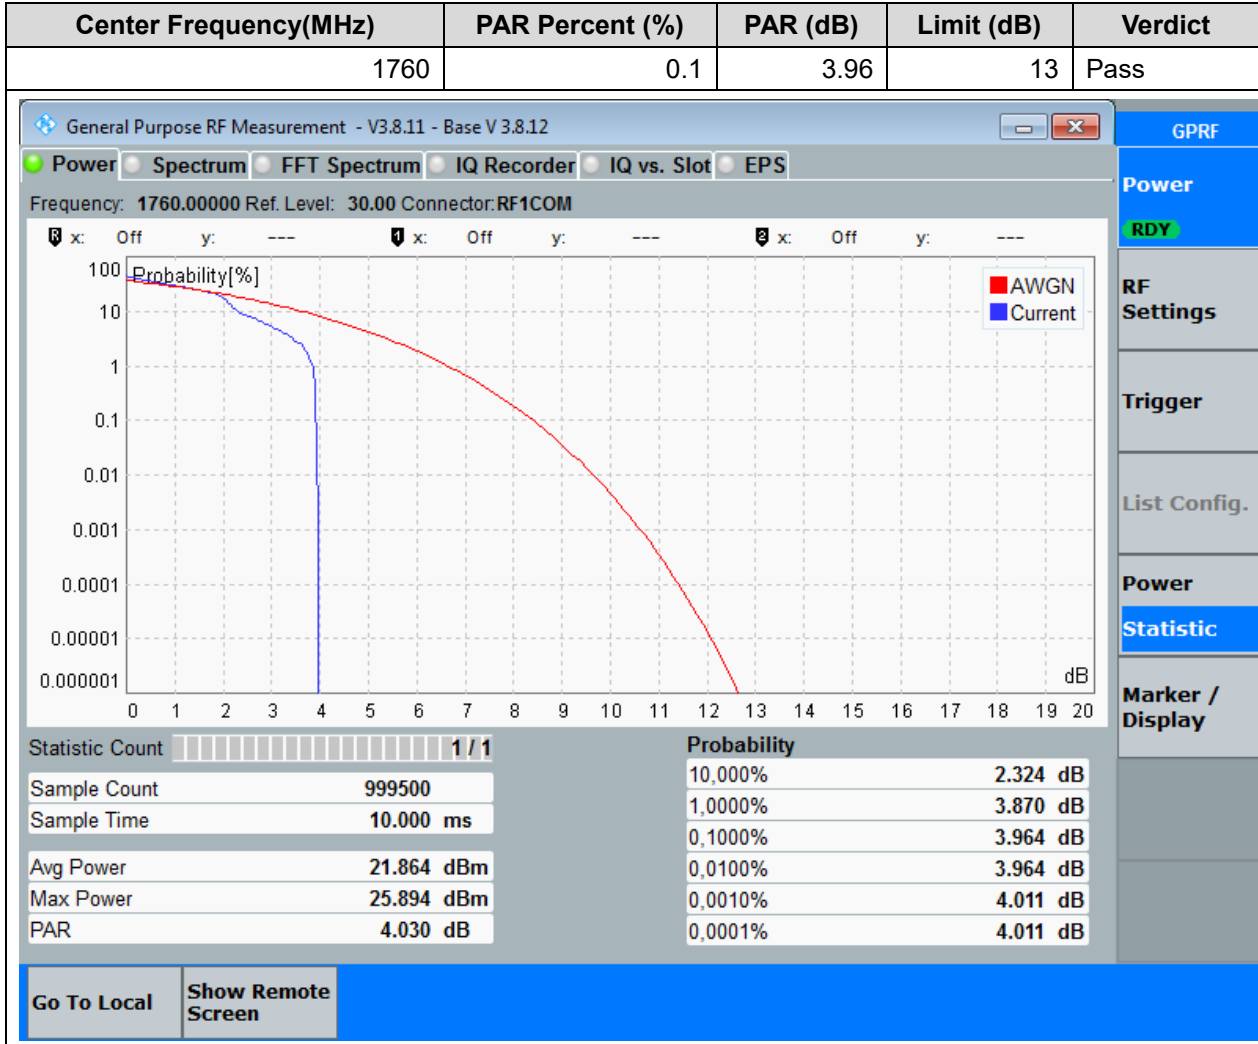 Center Frequency(MHz) PAR Percent (%) PAR (dB) Limit (dB) Verdict
1760 0.1 3.96 13 Pass
General Purpose RF Measurement - V3.8.11 - Base V 3.8.12
GPRF
Power Spectrum FFT Spectrum IQ Recorder IQ vs. Slot EPS
Power
RDY
Frequency: 1760.00000 Ref. Level: 30.00 Connector: RF1COM
R x: Off y: --- 1 x: Off y: --- 2 x: Off y: ---
Probability[%]
AWGN
Current
100
10
1
0.1
0.01
0.001
0.0001
0.00001
0.000001
dB
0 1 2 3 4 5 6 7 8 9 10 11 12 13 14 15 16 17 18 19 20
RF
Settings
Trigger
List Config.
Power
Statistic
Marker /
Display
Statistic Count 1 / 1
Sample Count 999500
Sample Time 10.000 ms
Avg Power 21.864 dBm
Max Power 25.894 dBm
PAR 4.030 dB
Probability
10,000% 2.324 dB
1,0000% 3.870 dB
0,1000% 3.964 dB
0,0100% 3.964 dB
0,0010% 4.011 dB
0,0001% 4.011 dB
Go To Local
Show Remote
Screen